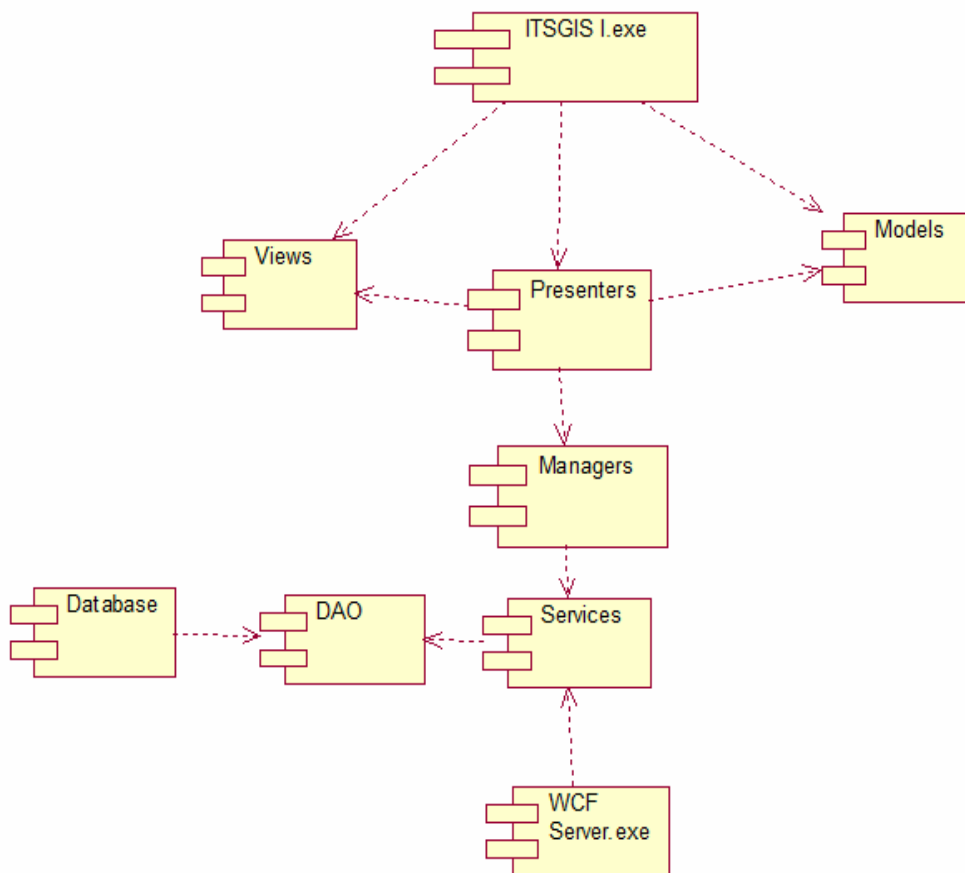 ITSGIS I.exe
Models
Views
Presenters
Managers
Database
DAO
Services
WCF
Server.exe